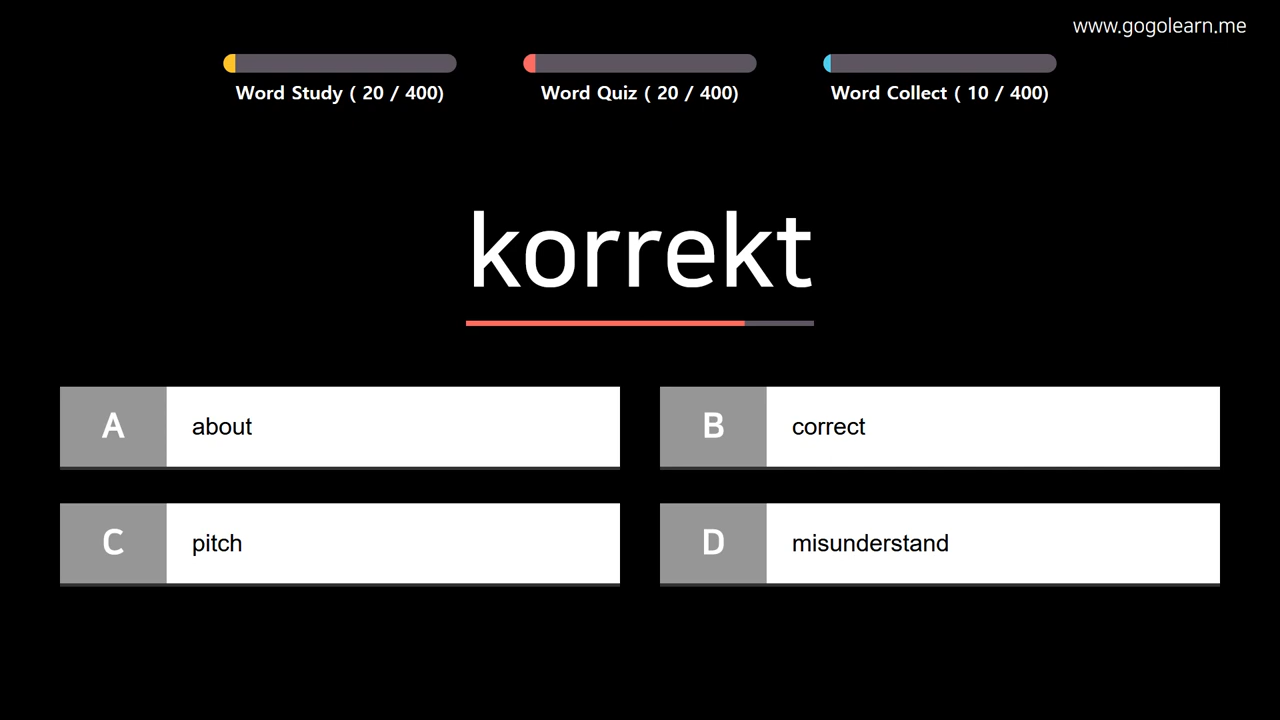 www.gogolearn.me
Word Study ( 20 / 400)
Word Quiz ( 20 / 400)
Word Collect ( 10 / 400)
korrekt
A about
B correct
C pitch
D misunderstand